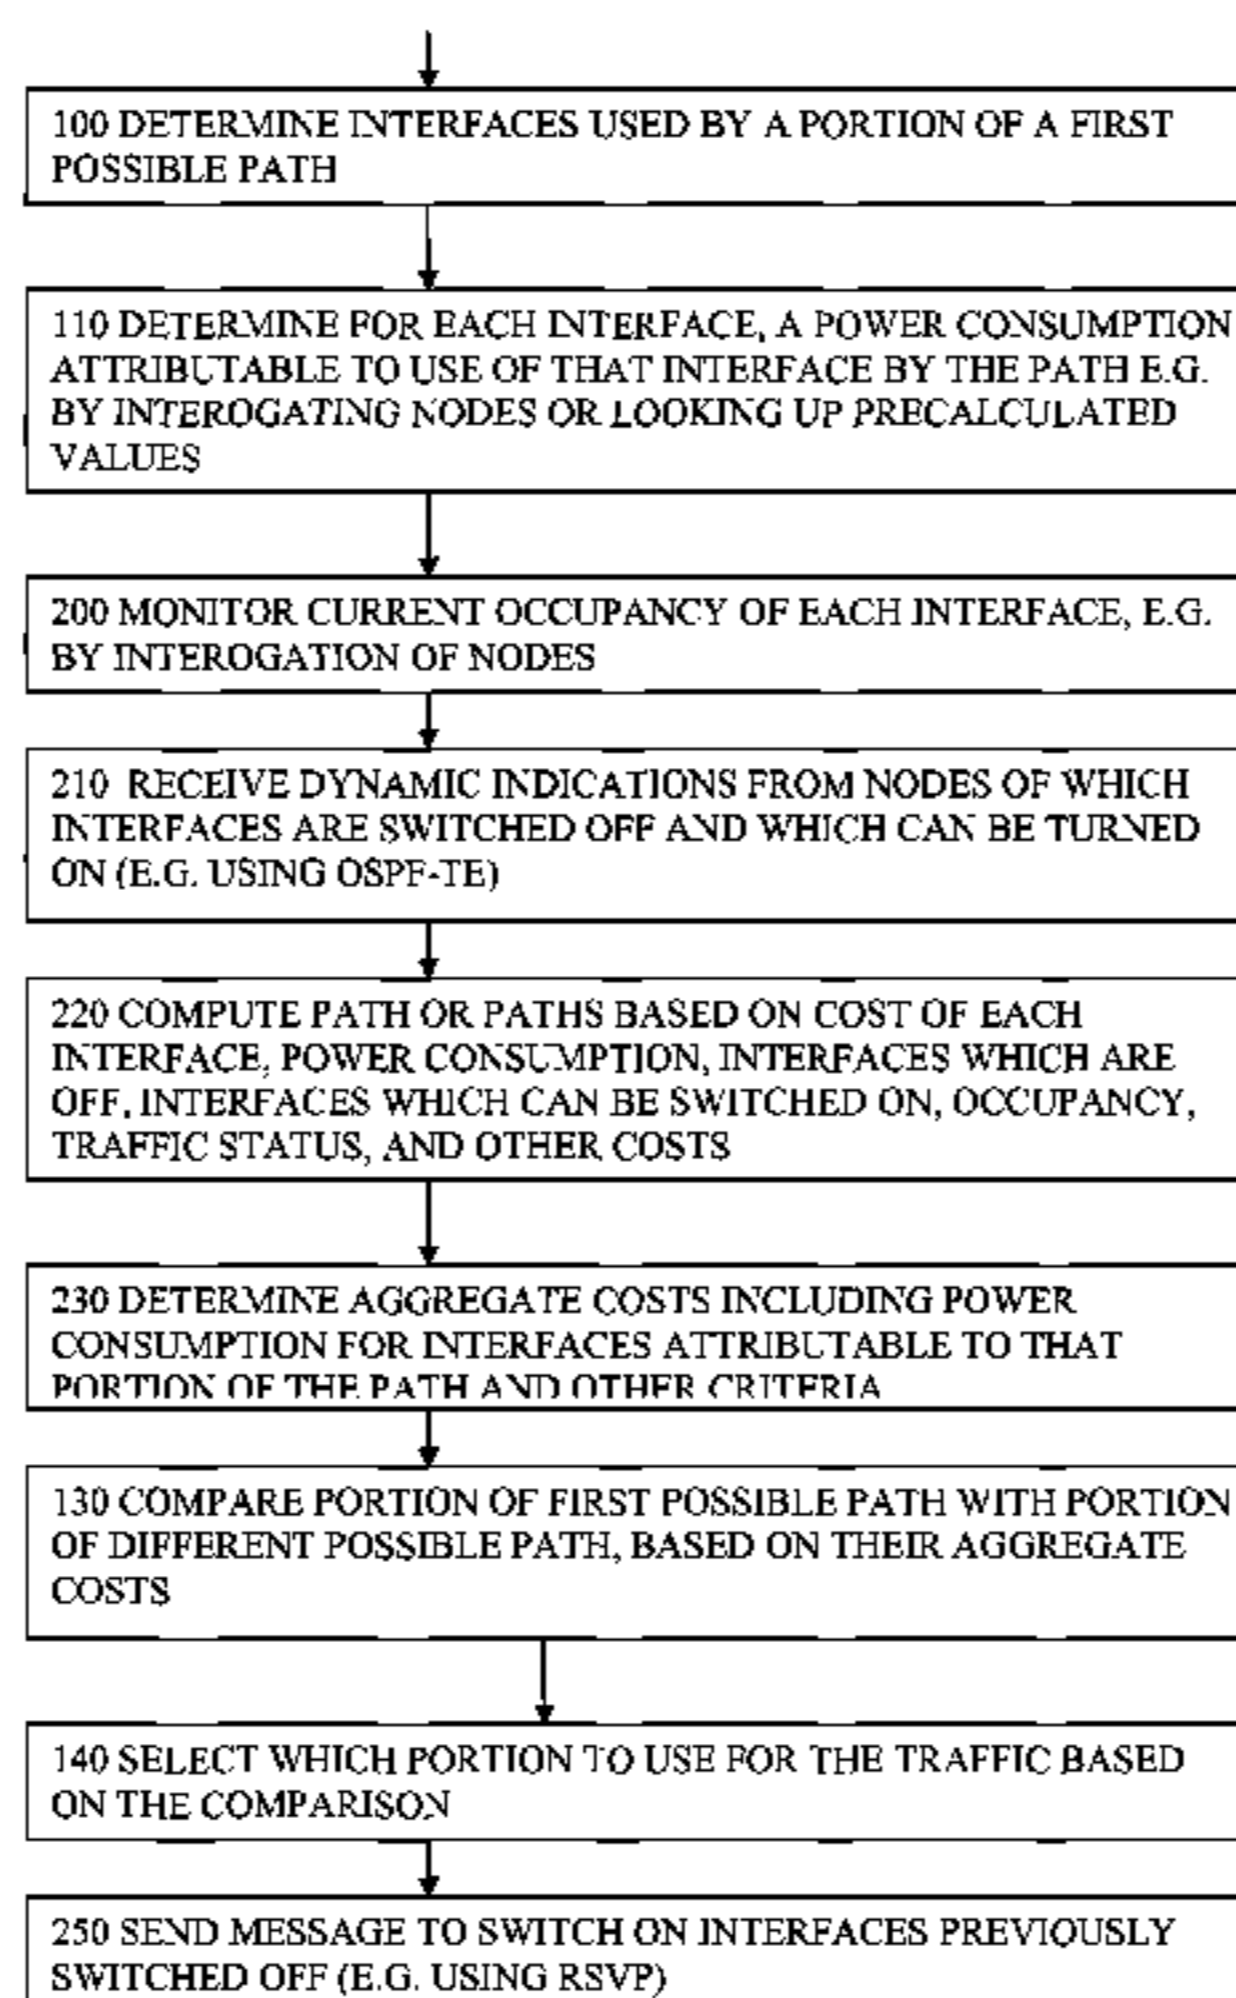 100 DETERMINE INTERFACES USED BY A PORTION OF A FIRST
POSSIBLE PATH
110 DETERMINE FOR EACH INTERFACE, A POWER CONSUMPTION
ATTRIBUTABLE TO USE OF THAT INTERFACE BY THE PATH E.G.
BY INTEROGATING NODES OR LOOKING UP PRECALCULATED
VALUES
200 MONITOR CURRENT OCCUPANCY OF EACH INTERFACE, E.G.
BY INTEROGATION OF NODES
210 RECEIVE DYNAMIC INDICATIONS FROM NODES OF WHICH
INTERFACES ARE SWITCHED OFF AND WHICH CAN BE TURNED
ON (E.G. USING OSPF-TE)
220 COMPUTE PATH OR PATHS BASED ON COST OF EACH
INTERFACE, POWER CONSUMPTION, INTERFACES WHICH ARE
OFF, INTERFACES WHICH CAN BE SWITCHED ON, OCCUPANCY,
TRAFFIC STATUS, AND OTHER COSTS
230 DETERMINE AGGREGATE COSTS INCLUDING POWER
CONSUMPTION FOR INTERFACES ATTRIBUTABLE TO THAT
PORTION OF THE PATH AND OTHER CRITERIA
130 COMPARE PORTION OF FIRST POSSIBLE PATH WITH PORTION
OF DIFFERENT POSSIBLE PATH, BASED ON THEIR AGGREGATE
COSTS
140 SELECT WHICH PORTION TO USE FOR THE TRAFFIC BASED
ON THE COMPARISON
250 SEND MESSAGE TO SWITCH ON INTERFACES PREVIOUSLY
SWITCHED OFF (E.G. USING RSVP)